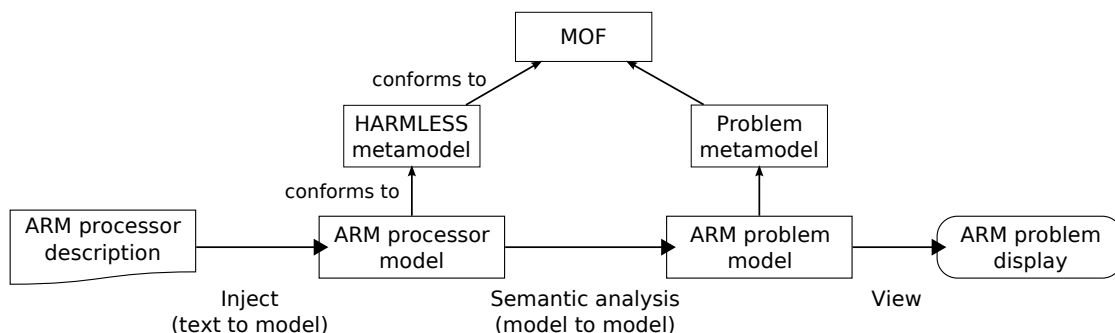 MOF
conforms to
HARMLESS
metamodel
Problem
metamodel
conforms to
ARM processor
description
ARM processor
model
ARM problem
model
ARM problem
display
Inject
(text to model)
Semantic analysis
(model to model)
View